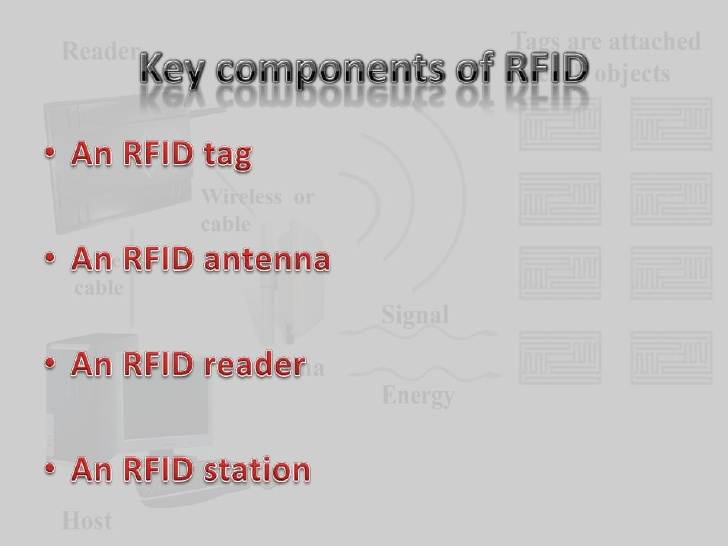 Key components of RFID
• An RFID tag
• An RFID antenna
• An RFID reader
• An RFID station
Reader
Tags are attached
objects
Wireless or
cable
cable
Signal
Energy
Host